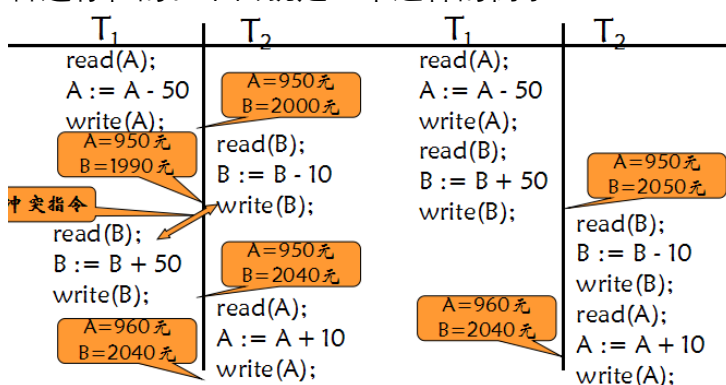 T₁ T₂ T₁ T₂
read(A);
A := A - 50
write(A);
A=950元
B=2000元
A=950元
B=1990元
read(B);
B := B - 10
write(B);
冲突指令
read(B);
B := B + 50
write(B);
A=950元
B=2040元
read(A);
A := A + 10
write(A);
A=960元
B=2040元
read(A);
A := A - 50
write(A);
read(B);
B := B + 50
write(B);
A=950元
B=2050元
read(B);
B := B - 10
write(B);
read(A);
A := A + 10
write(A);
A=960元
B=2040元